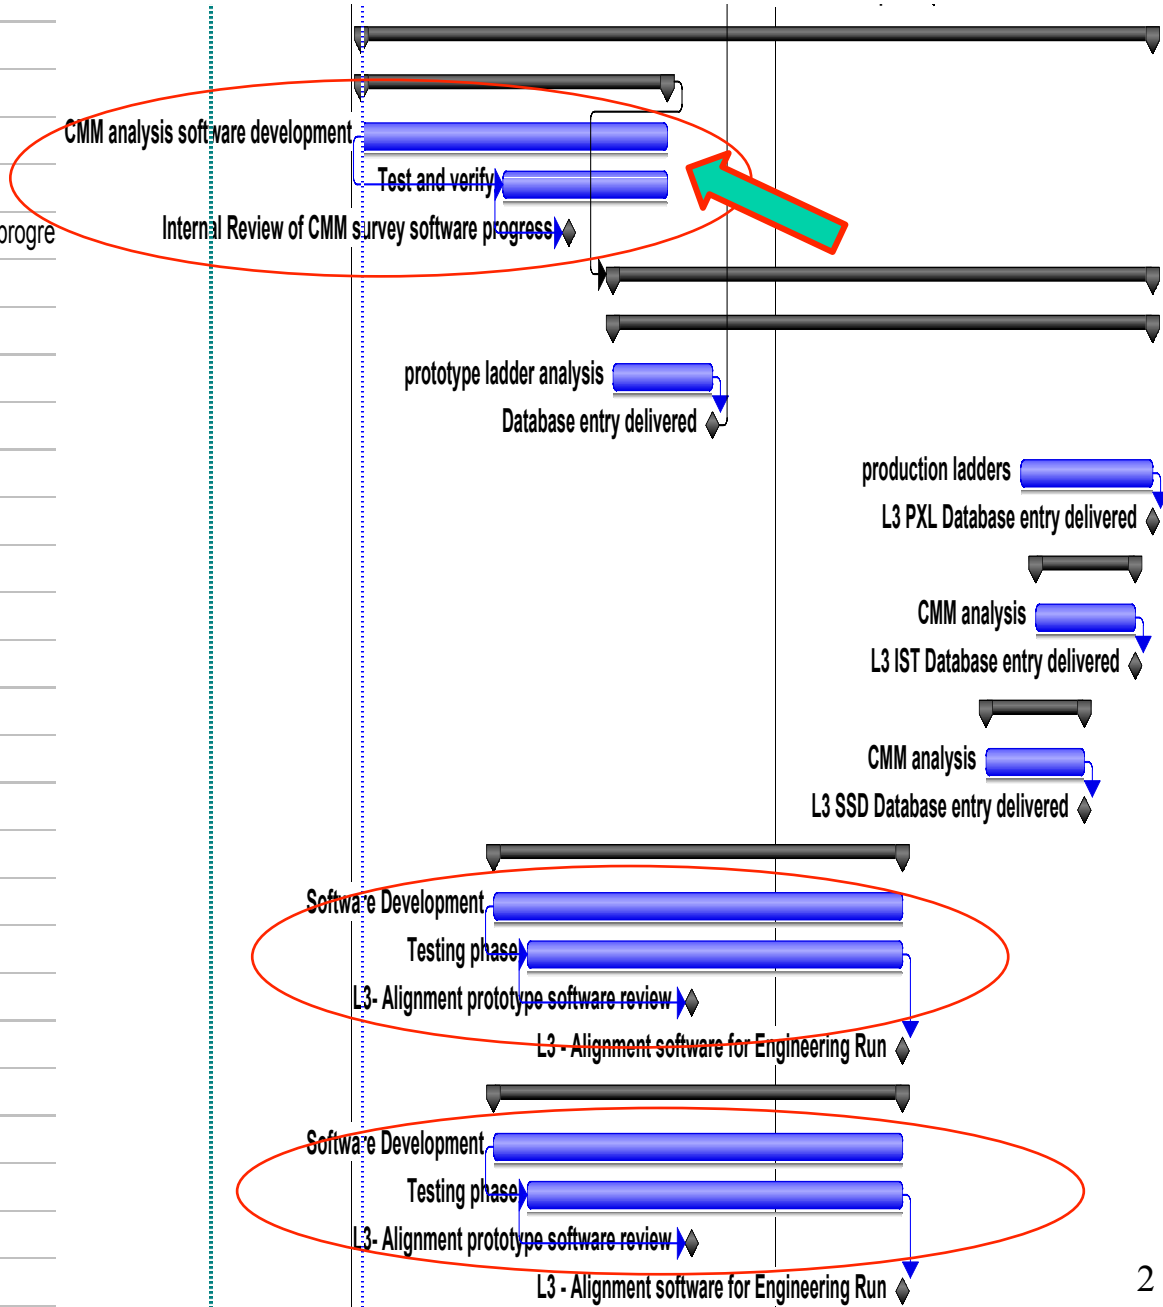 CMM analysis software development
Test and verify
progre
Internal Review of CMM survey software progress
prototype ladder analysis
Database entry delivered
production ladders
L3 PXL Database entry delivered
CMM analysis
L3 IST Database entry delivered
CMM analysis
L3 SSD Database entry delivered
Software Development
Testing phase
L3- Alignment prototype software review
L3 - Alignment software for Engineering Run
Software Development
Testing phase
L3- Alignment prototype software review
L3 - Alignment software for Engineering Run
2